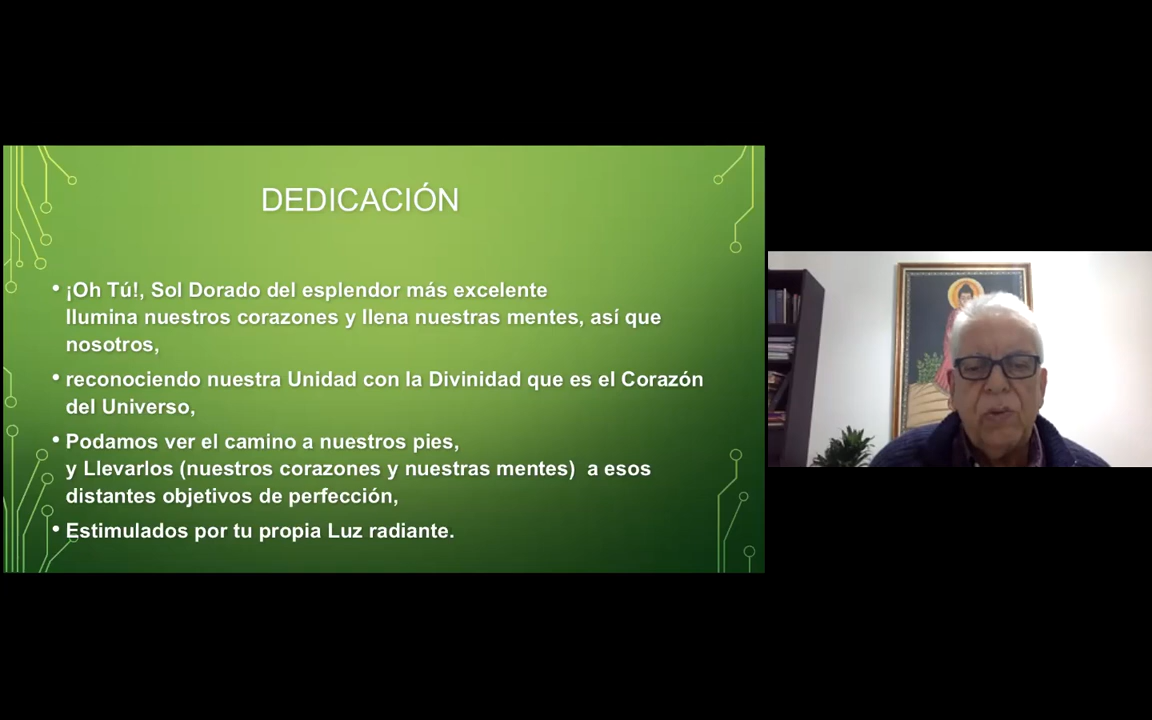 DEDICACIÓN
• ¡Oh Tú!, Sol Dorado del esplendor más excelente
Ilumina nuestros corazones y llena nuestras mentes, así que
nosotros,
• reconociendo nuestra Unidad con la Divinidad que es el Corazón
del Universo,
• Podamos ver el camino a nuestros pies,
y Llevarlos (nuestros corazones y nuestras mentes)  a esos
distantes objetivos de perfección,
• Estimulados por tu propia Luz radiante.